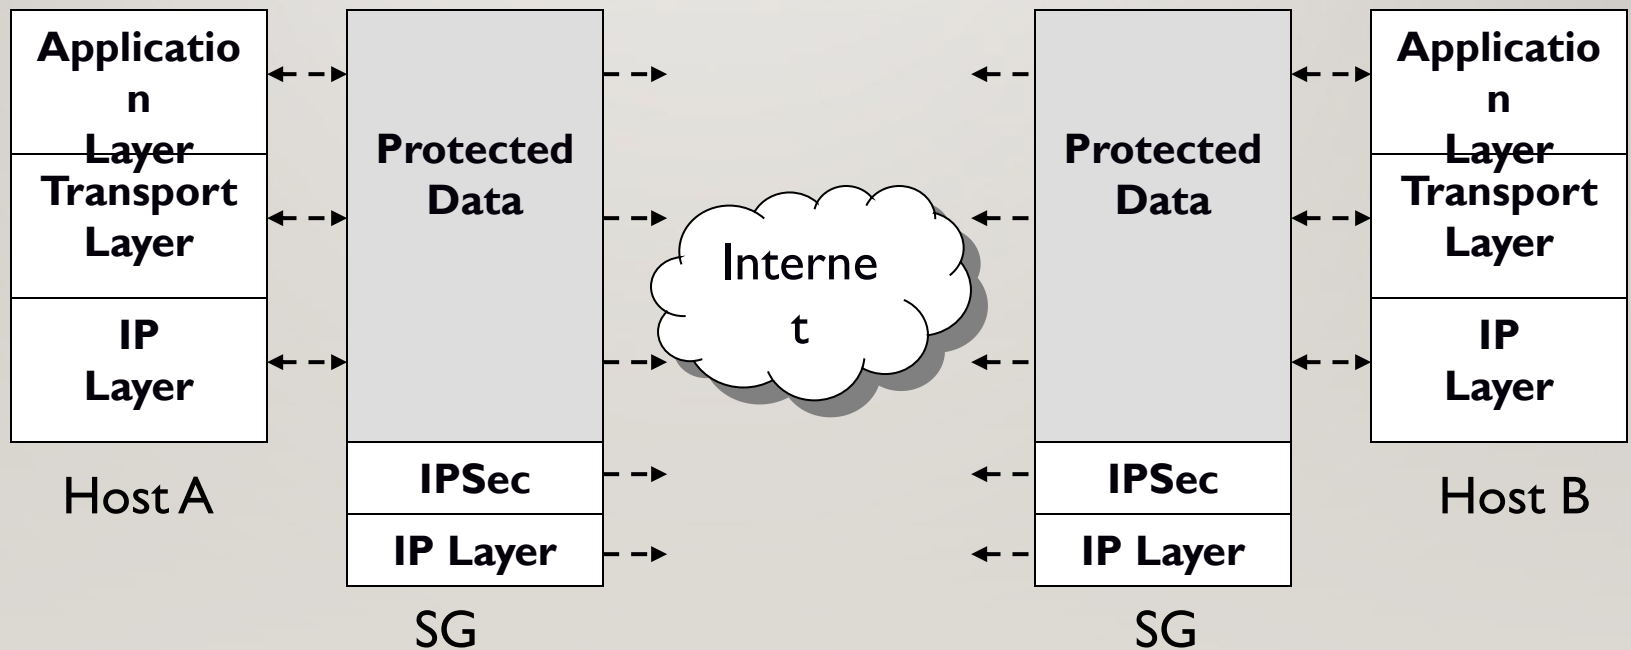 Applicatio
n
Layer
Transport
Layer
IP
Layer
Host A
Protected
Data
IPSec
IP Layer
SG
Interne
t
Protected
Data
IPSec
IP Layer
SG
Applicatio
n
Layer
Transport
Layer
IP
Layer
Host B